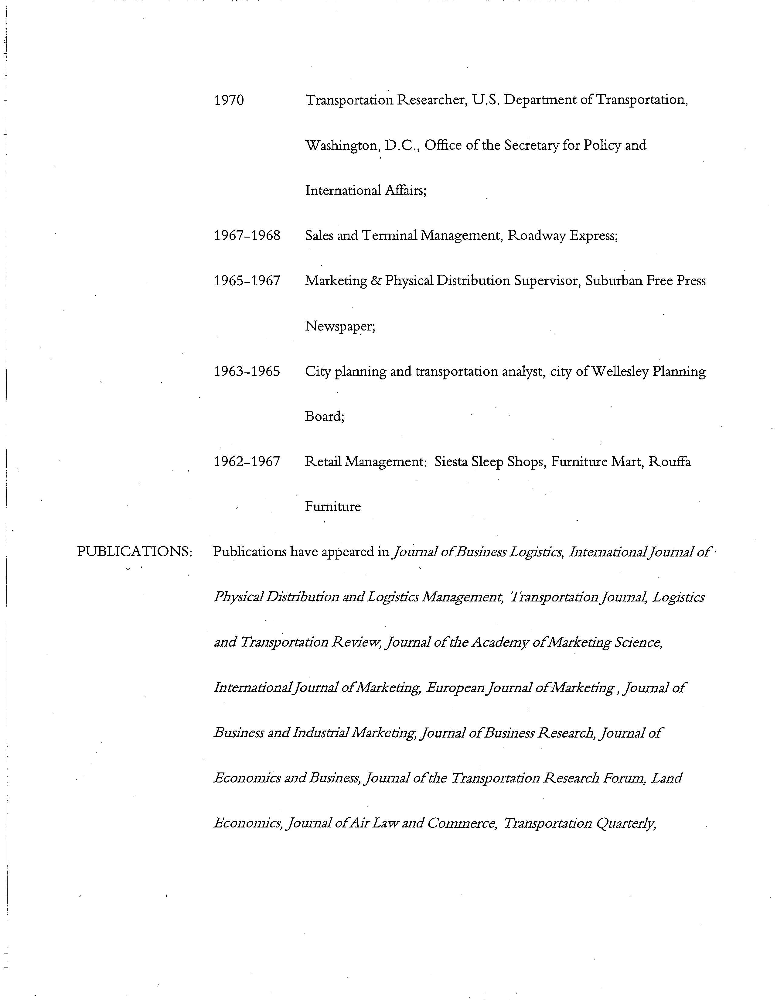 1970 Transportation Researcher, U.S. Department of Transportation,
Washington, D.C., Office of the Secretary for Policy and
International Affairs;
1967-1968 Sales and Terminal Management, Roadway Express;
1965-1967 Marketing & Physical Distribution Supervisor, Suburban Free Press
Newspaper;
1963-1965 City planning and transportation analyst, city of Wellesley Planning
Board;
1962-1967 Retail Management: Siesta Sleep Shops, Furniture Mart, Rouffa
Furniture
PUBLICATIONS: Publications have appeared in Journal of Business Logistics, International Journal of
Physical Distribution and Logistics Management, Transportation Journal, Logistics
and Transportation Review, Journal of the Academy of Marketing Science,
International Journal of Marketing, European Journal of Marketing , Journal of
Business and Industrial Marketing, Journal of Business Research, Journal of
Economics and Business, Journal of the Transportation Research Forum, Land
Economics, Journal of Air Law and Commerce, Transportation Quarterly,